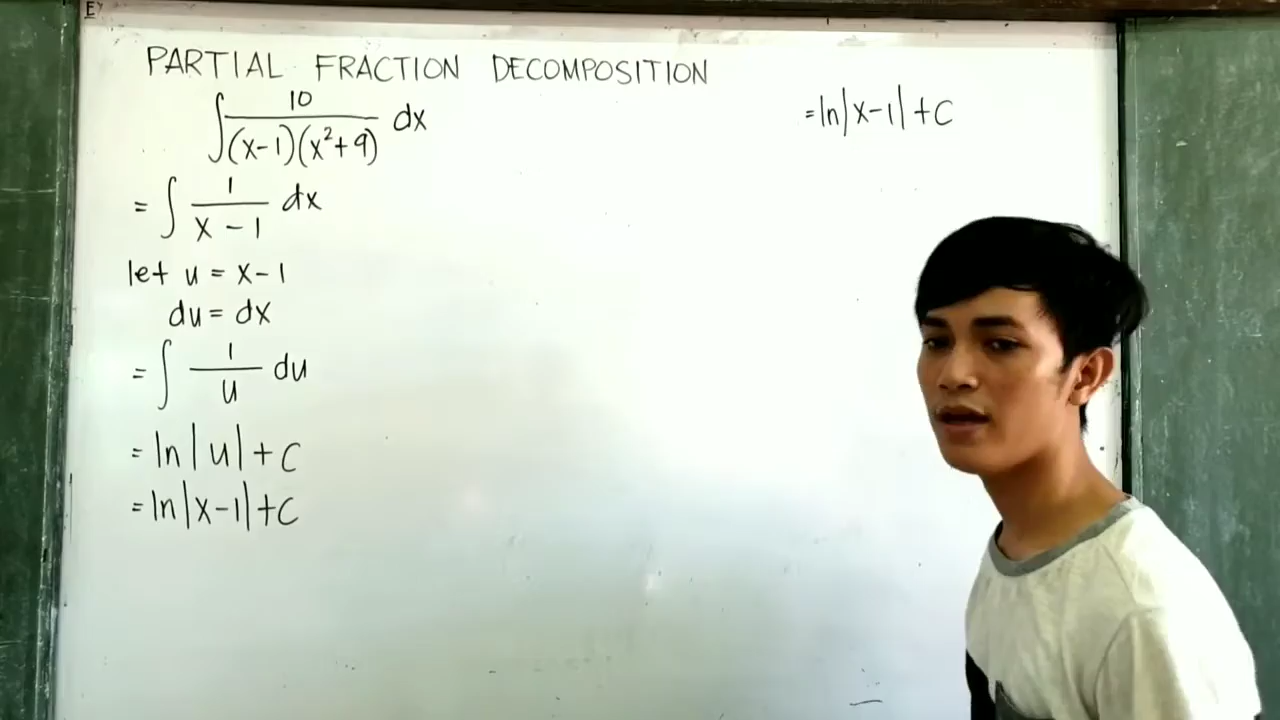 PARTIAL FRACTION DECOMPOSITION
∫ 10 / (x-1)(x²+9) dx
= ∫ 1 / x - 1 dx
let u = x-1
du = dx
= ∫ 1 / u du
= ln|u|+c
= ln|x-1|+c
=ln|x-1|+c